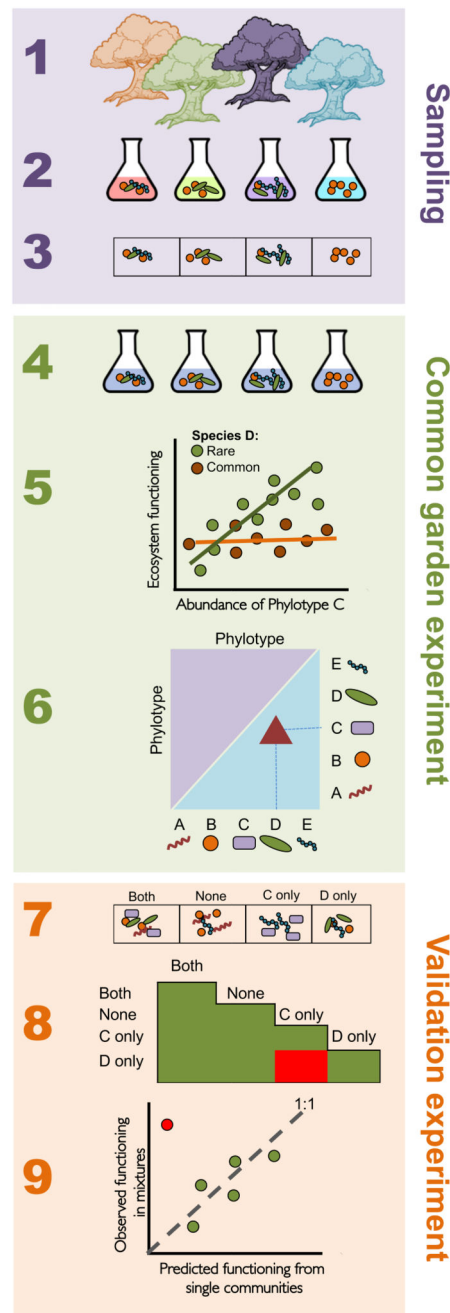 1
2
3
Sampling
4
5
Species D:
Rare
Common
Ecosystem functioning
Abundance of Phylotype C
6
Phylotype
Phylotype
E
D
C
B
A
A B C D E
Common garden experiment
7
Both None C only D only
8
Both
Both None
None C only
C only D only
D only
9
1:1
Observed functioning
in mixtures
Predicted functioning from
single communities
Validation experiment